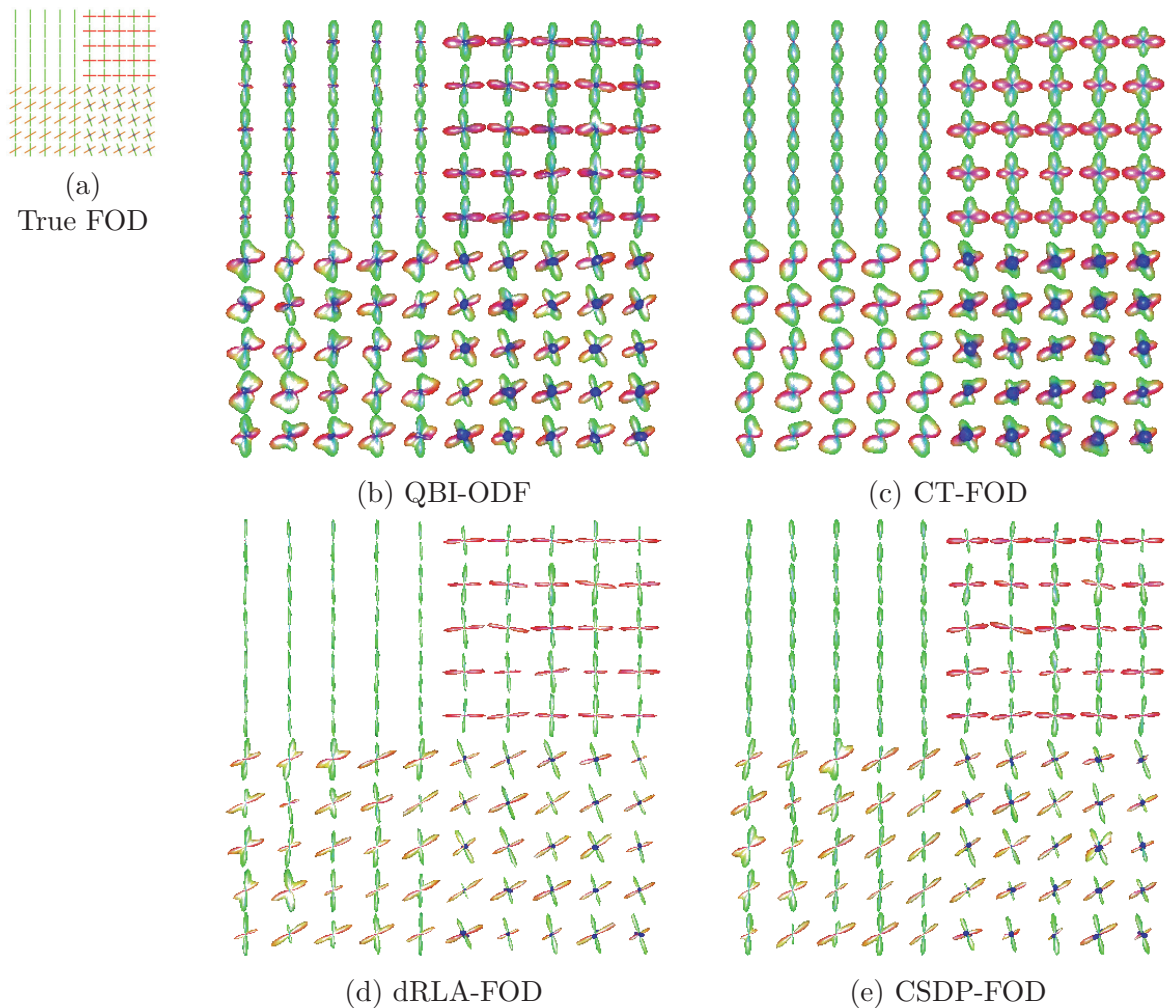 (a)
True FOD
(b) QBI-ODF
(c) CT-FOD
(d) dRLA-FOD
(e) CSDP-FOD